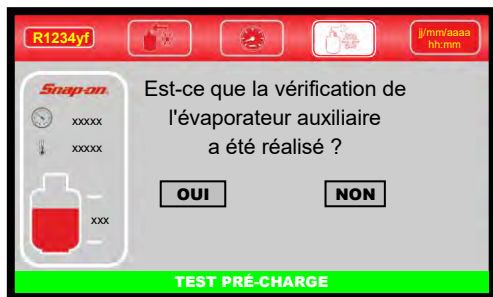 R1234yf
jj/mm/aaaa
hh:mm
Snap-on
xxxxx
xxxxx
xxx
Est-ce que la vérification de
l'évaporateur auxiliaire
a été réalisé ?
OUI
NON
TEST PRÉ-CHARGE